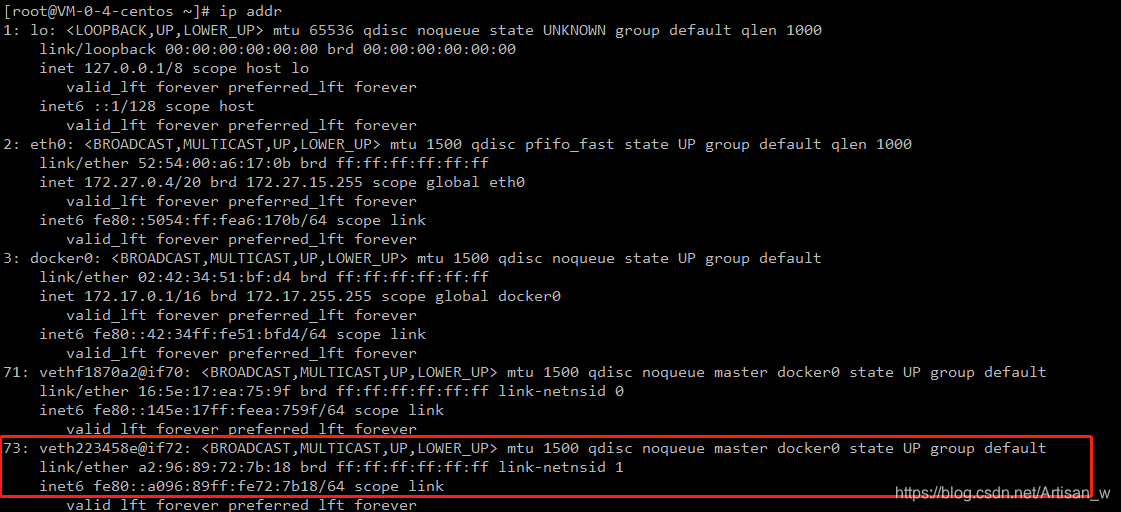 [root@VM-0-4-centos ~]# ip addr
1: lo: <LOOPBACK,UP,LOWER_UP> mtu 65536 qdisc noqueue state UNKNOWN group default qlen 1000
    link/loopback 00:00:00:00:00:00 brd 00:00:00:00:00:00
    inet 127.0.0.1/8 scope host lo
       valid_lft forever preferred_lft forever
    inet6 ::1/128 scope host
       valid_lft forever preferred_lft forever
2: eth0: <BROADCAST,MULTICAST,UP,LOWER_UP> mtu 1500 qdisc pfifo_fast state UP group default qlen 1000
    link/ether 52:54:00:a6:17:0b brd ff:ff:ff:ff:ff:ff
    inet 172.27.0.4/20 brd 172.27.15.255 scope global eth0
       valid_lft forever preferred_lft forever
    inet6 fe80::5054:ff:fea6:170b/64 scope link
       valid_lft forever preferred_lft forever
3: docker0: <BROADCAST,MULTICAST,UP,LOWER_UP> mtu 1500 qdisc noqueue state UP group default
    link/ether 02:42:34:51:bf:d4 brd ff:ff:ff:ff:ff:ff
    inet 172.17.0.1/16 brd 172.17.255.255 scope global docker0
       valid_lft forever preferred_lft forever
    inet6 fe80::42:34ff:fe51:bfd4/64 scope link
       valid_lft forever preferred_lft forever
71: vethf1870a2@if70: <BROADCAST,MULTICAST,UP,LOWER_UP> mtu 1500 qdisc noqueue master docker0 state UP group default
    link/ether 16:5e:17:ea:75:9f brd ff:ff:ff:ff:ff:ff link-netnsid 0
    inet6 fe80::145e:17ff:feea:759f/64 scope link
       valid_lft forever preferred_lft forever
73: veth223458e@if72: <BROADCAST,MULTICAST,UP,LOWER_UP> mtu 1500 qdisc noqueue master docker0 state UP group default
    link/ether a2:96:89:72:7b:18 brd ff:ff:ff:ff:ff:ff link-netnsid 1
    inet6 fe80::a096:89ff:fe72:7b18/64 scope link
       valid_lft forever preferred_lft forever
https://blog.csdn.net/Artisan_w